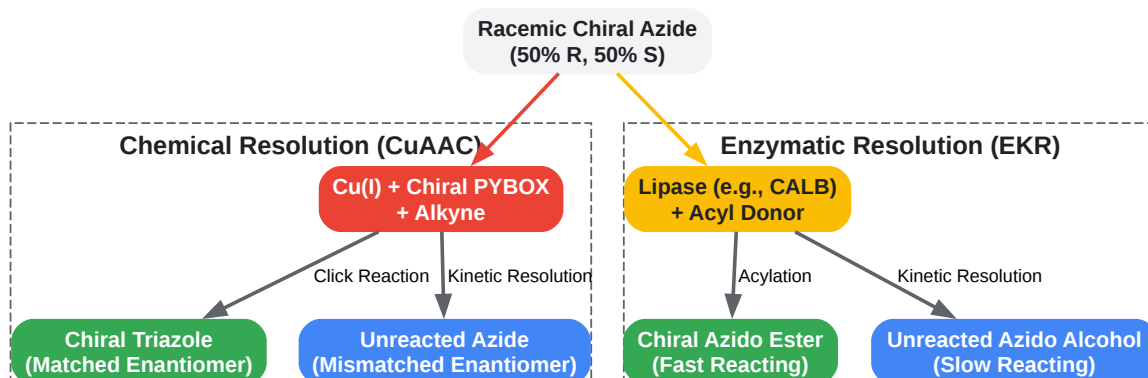 Racemic Chiral Azide
(50% R, 50% S)
Chemical Resolution (CuAAC)
Cu(I) + Chiral PYBOX
+ Alkyne
Click Reaction
Kinetic Resolution
Chiral Triazole
(Matched Enantiomer)
Unreacted Azide
(Mismatched Enantiomer)
Enzymatic Resolution (EKR)
Lipase (e.g., CALB)
+ Acyl Donor
Acylation
Kinetic Resolution
Chiral Azido Ester
(Fast Reacting)
Unreacted Azido Alcohol
(Slow Reacting)